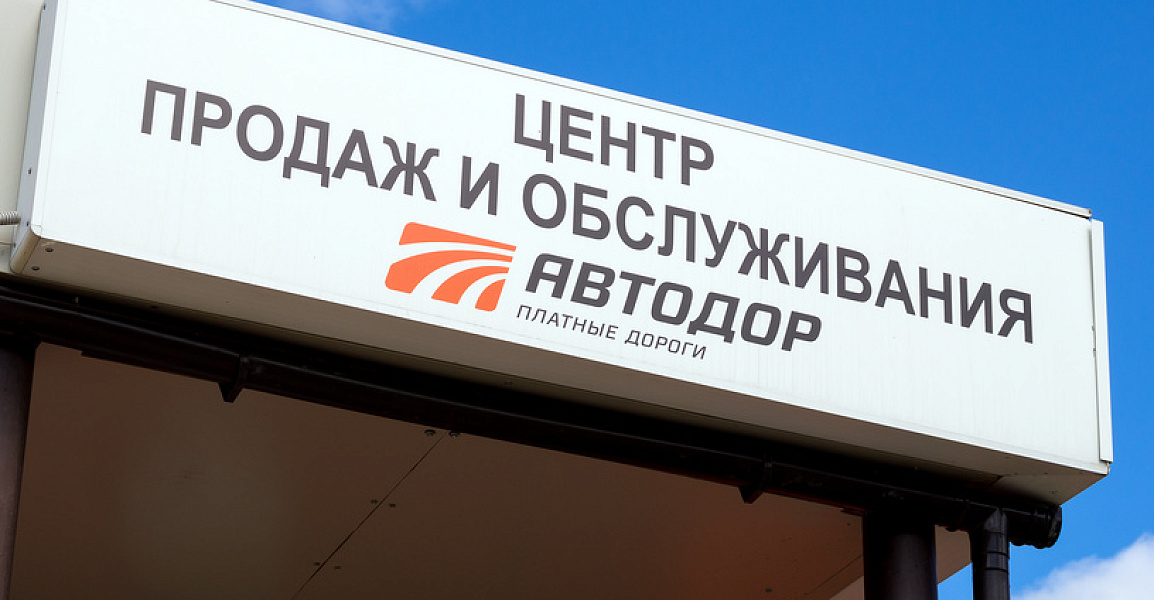 ЦЕНТР
ПРОДАЖ И ОБСЛУЖИВАНИЯ
АВТОДОР
ПЛАТНЫЕ ДОРОГИ